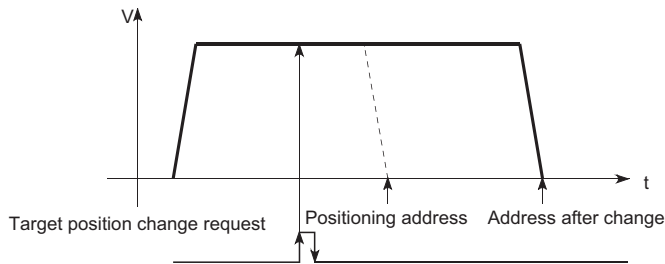 V
t
Target position change request
Positioning address
Address after change